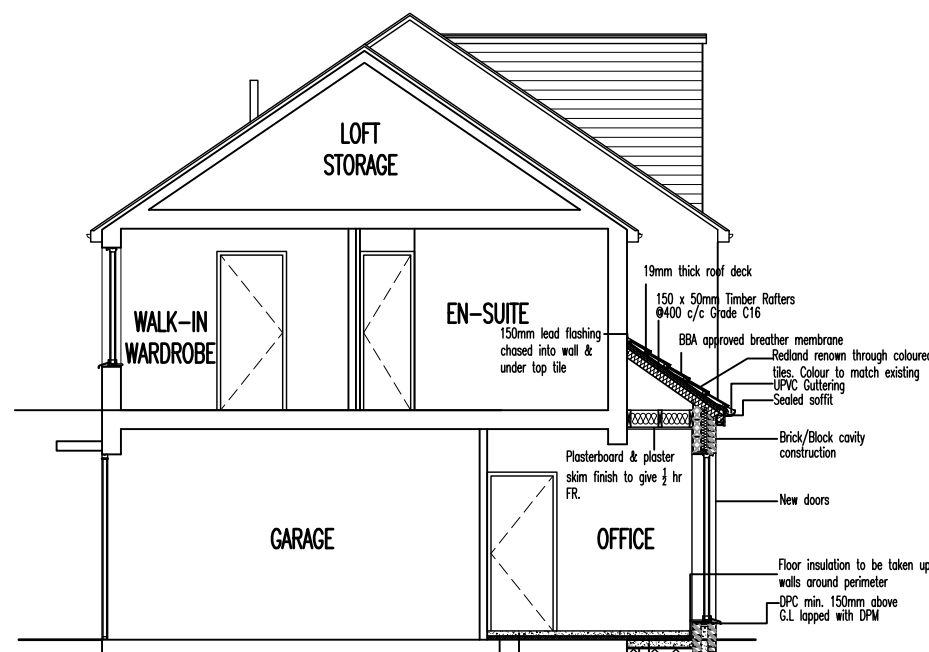 LOFT
STORAGE
19mm thick roof deck
150 x 50mm Timber Rafters
@400 c/c Grade C16
WALK-IN
WARDROBE
EN-SUITE
150mm lead flashing
chased into wall &
under top tile
BBA approved breather membrane
Redland renown through coloured
tiles. Colour to match existing
UPVC Guttering
Sealed soffit
Brick/Block cavity
construction
Plasterboard & plaster
skim finish to give ½ hr
FR.
New doors
GARAGE
OFFICE
Floor insulation to be taken up
walls around perimeter
DPC min. 150mm above
G.L lapped with DPM